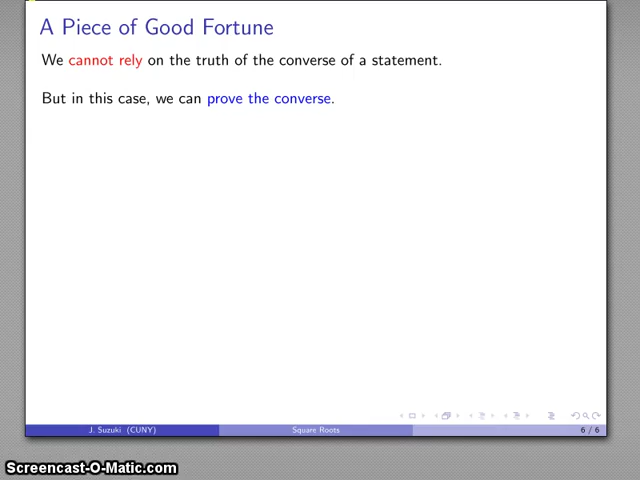 A Piece of Good Fortune
We cannot rely on the truth of the converse of a statement.
But in this case, we can prove the converse.
J. Suzuki (CUNY)
Square Roots
6 / 6
Screencast-O-Matic.com